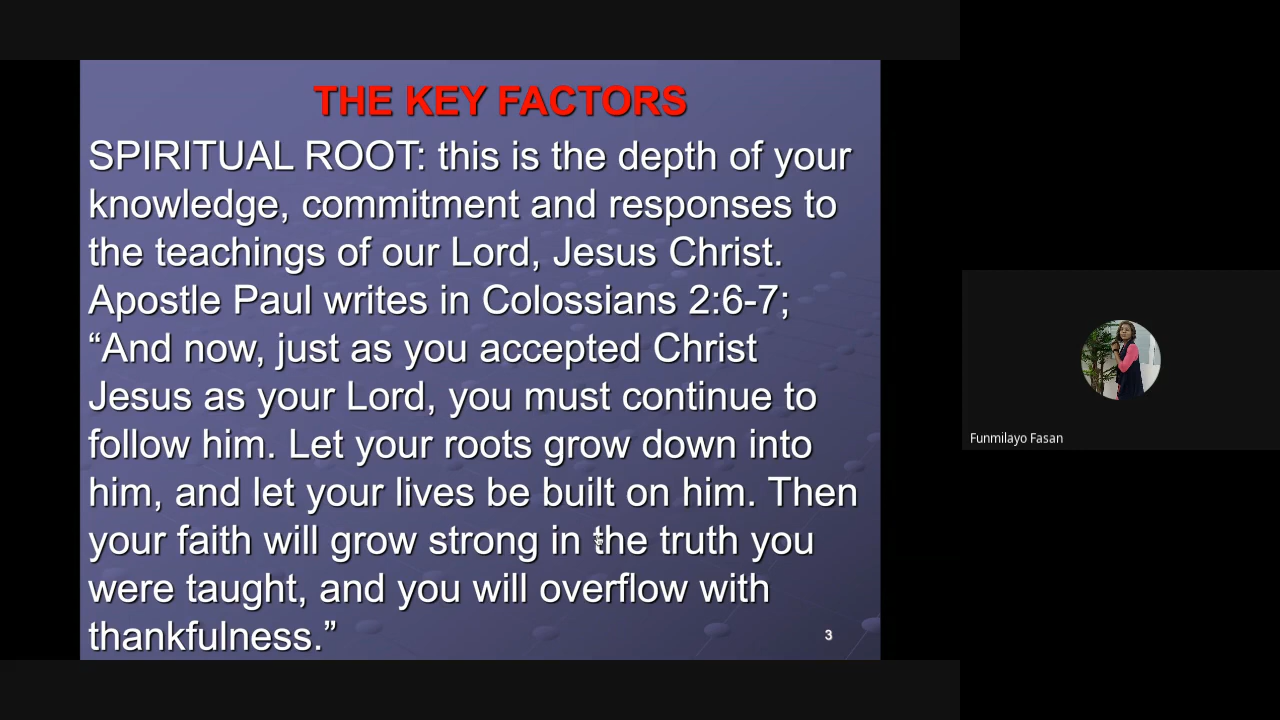 THE KEY FACTORS
SPIRITUAL ROOT: this is the depth of your
knowledge, commitment and responses to
the teachings of our Lord, Jesus Christ.
Apostle Paul writes in Colossians 2:6-7;
“And now, just as you accepted Christ
Jesus as your Lord, you must continue to
follow him. Let your roots grow down into
him, and let your lives be built on him. Then
your faith will grow strong in the truth you
were taught, and you will overflow with
thankfulness.”
3
Funmilayo Fasan